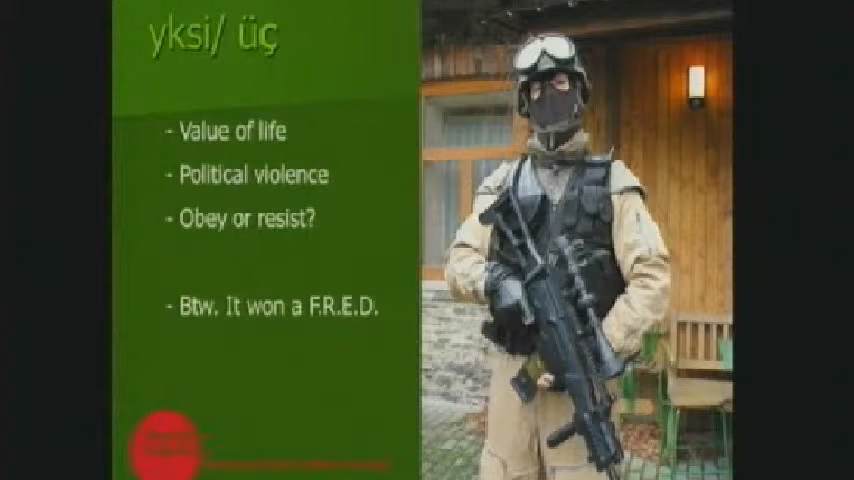 yksi/ üç
- Value of life
- Political violence
- Obey or resist?
- Btw. It won a F.R.E.D.